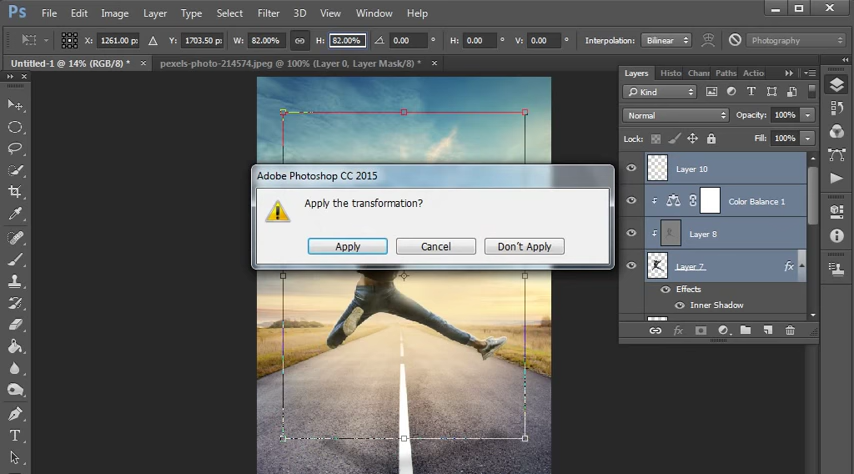 Ps File Edit Image Layer Type Select Filter 3D View Window Help
X: 1261.00 p: Y: 1703.50 p: W: 82.00% H: 82.00% 0.00 ° H: 0.00 ° V: 0.00 ° Interpolation: Bilinear Photography
Untitled-1 @ 14% (RGB/8) * × pexels-photo-214574.jpeg @ 100% (Layer 0, Layer Mask/8) * ×
Layers Histo Chann Paths Actio
Kind
Normal Opacity: 100%
Lock: Fill: 100%
Layer 10
Color Balance 1
Layer 8
Layer 7 fx
Effects
Inner Shadow
fx
Adobe Photoshop CC 2015
Apply the transformation?
Apply Cancel Don't Apply